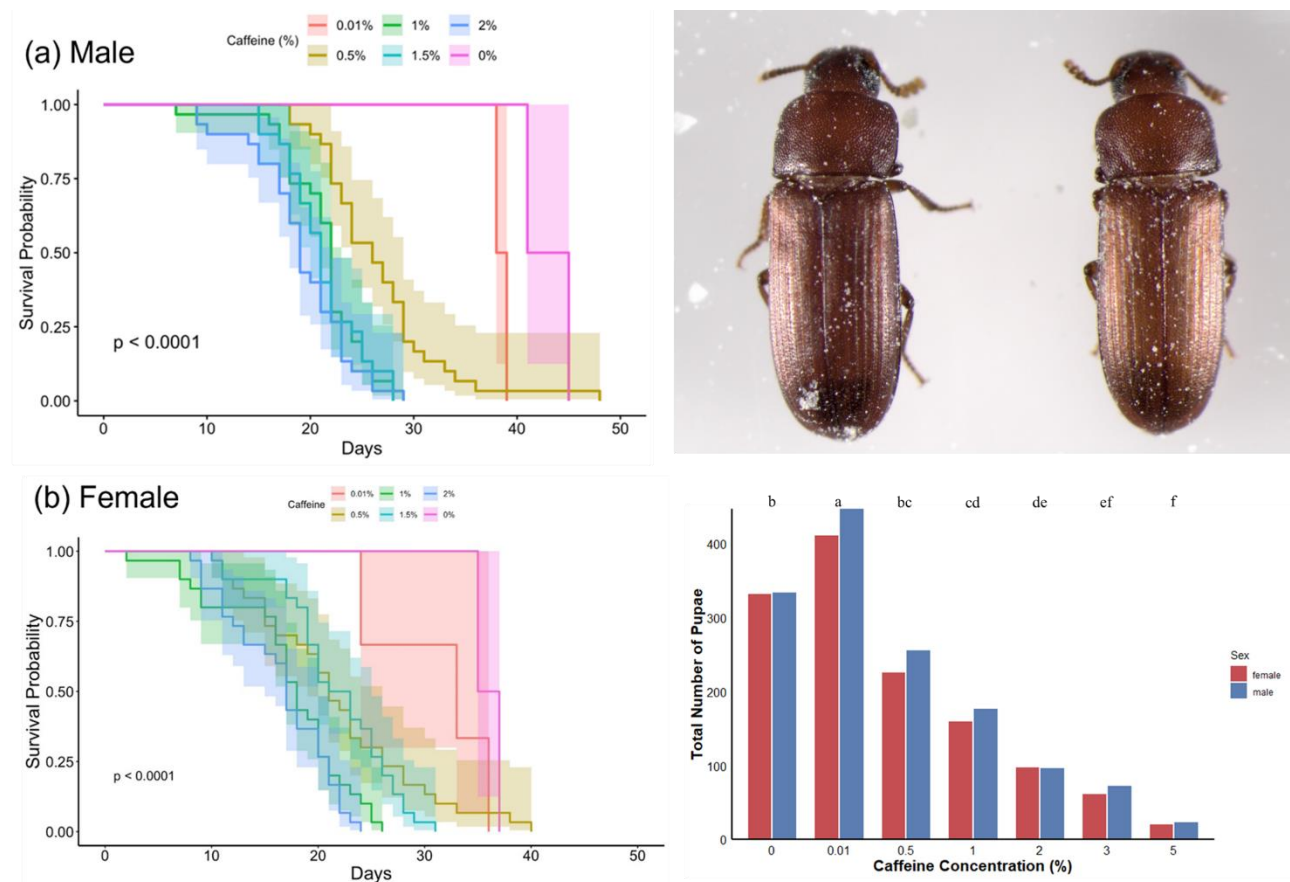 (a) Male
Caffeine (%)
0.01% 1% 2%
0.5% 1.5% 0%
Survival Probability
1.00
0.75
0.50
0.25
0.00
p < 0.0001
0 10 20 30 40 50
Days
(b) Female
Caffeine
0.01% 1% 2%
0.5% 1.5% 0%
Survival Probability
1.00
0.75
0.50
0.25
0.00
p < 0.0001
0 10 20 30 40 50
Days
b a bc cd de ef f
Total Number of Pupae
400
300
200
100
0
0 0.01 0.5 1 2 3 5
Caffeine Concentration (%)
Sex
female
male